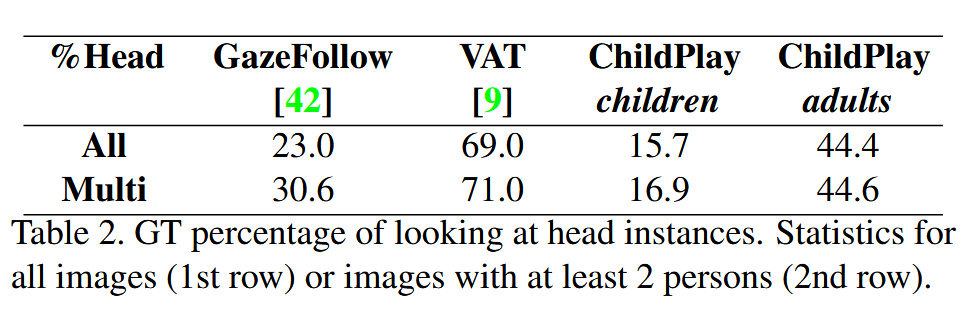 %Head GazeFollow VAT ChildPlay ChildPlay
[42] [9] children adults
All 23.0 69.0 15.7 44.4
Multi 30.6 71.0 16.9 44.6
Table 2. GT percentage of looking at head instances. Statistics for
all images (1st row) or images with at least 2 persons (2nd row).